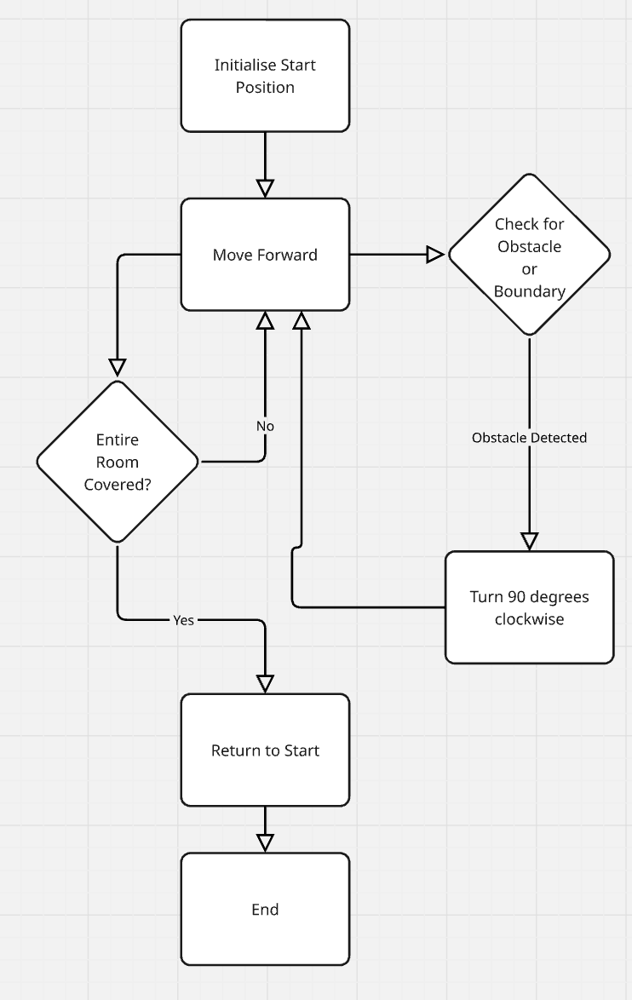 Initialise Start
Position
Move Forward
Check for
Obstacle
or
Boundary
No
Obstacle Detected
Entire
Room
Covered?
Turn 90 degrees
clockwise
Yes
Return to Start
End